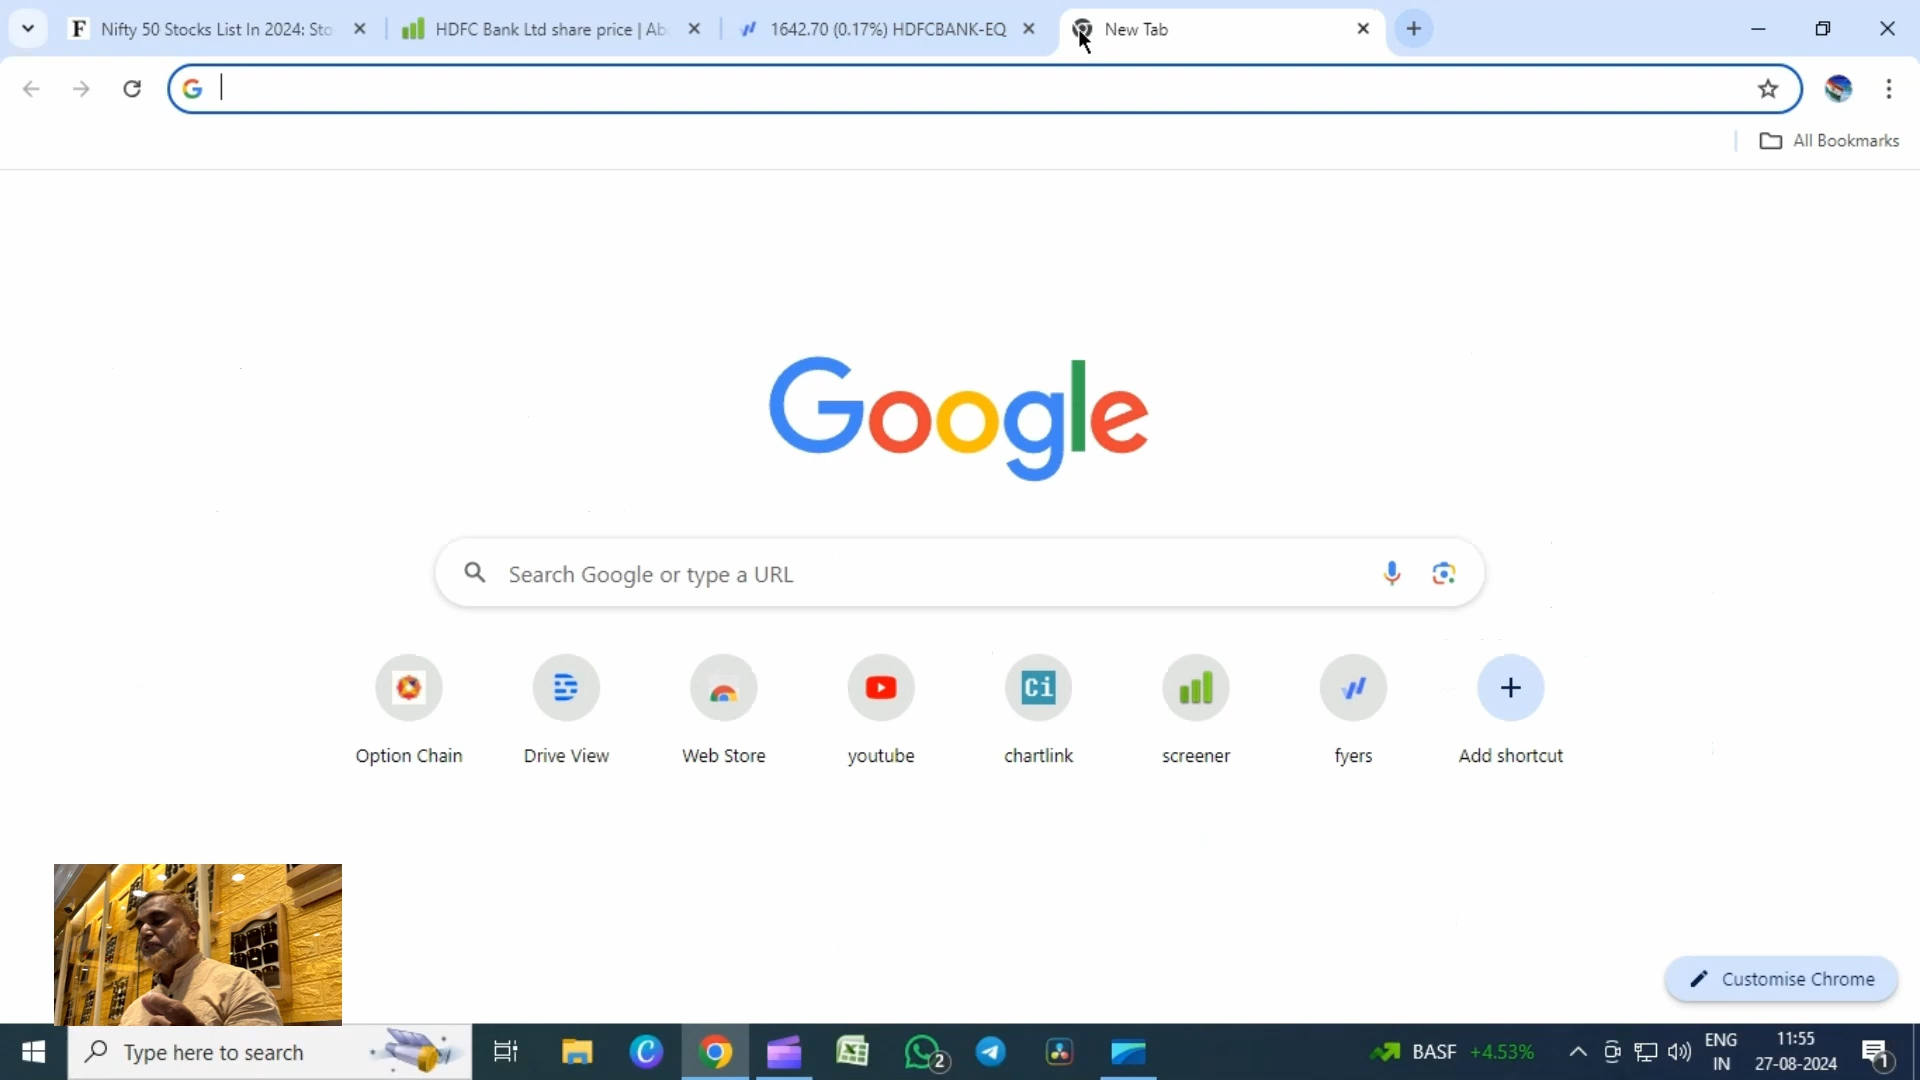 F Nifty 50 Stocks List In 2024: Sto
HDFC Bank Ltd share price | Abo
1642.70 (0.17%) HDFCBANK-EQ
New Tab
All Bookmarks
Google
Search Google or type a URL
Ci
Option Chain
Drive View
Web Store
youtube
chartlink
screener
fyers
Add shortcut
Customise Chrome
Type here to search
2
BASF +4.53%
ENG
IN
11:55
27-08-2024
1